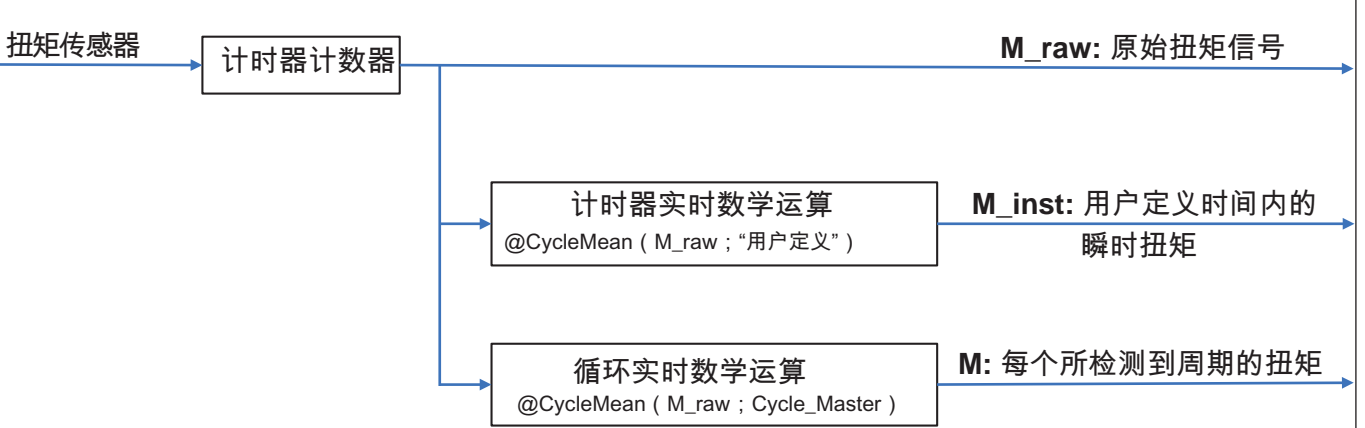 扭矩传感器
计时器计数器
M_raw: 原始扭矩信号
计时器实时数学运算
@CycleMean（M_raw；“用户定义”）
M_inst: 用户定义时间内的
瞬时扭矩
循环实时数学运算
@CycleMean（M_raw；Cycle_Master）
M: 每个所检测到周期的扭矩